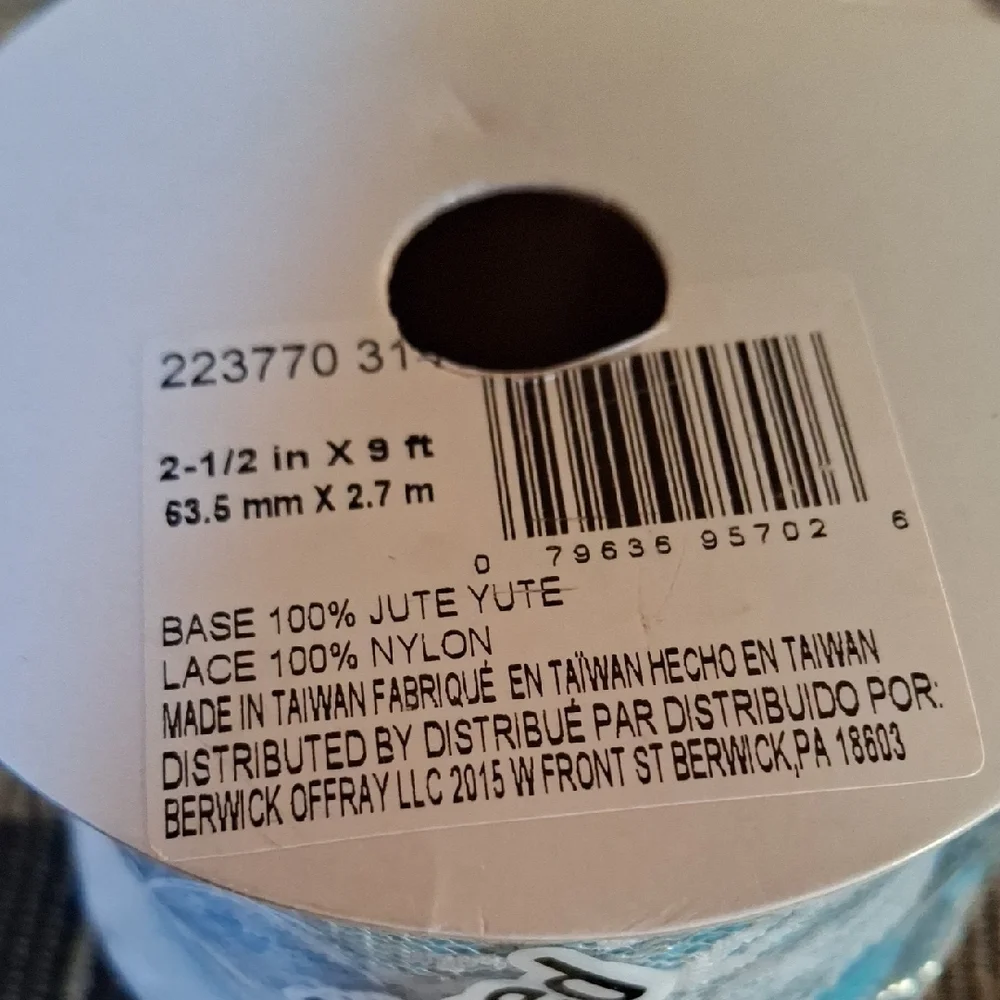 223770 31
2-1/2 in X 9 ft
63.5 mm X 2.7 m
0 79636 95702 6
BASE 100% JUTE YUTE
LACE 100% NYLON
MADE IN TAIWAN FABRIQUÉ EN TAÏWAN HECHO EN TAIWAN
DISTRIBUTED BY DISTRIBUÉ PAR DISTRIBUIDO POR:
BERWICK OFFRAY LLC 2015 W FRONT ST BERWICK,PA 18603